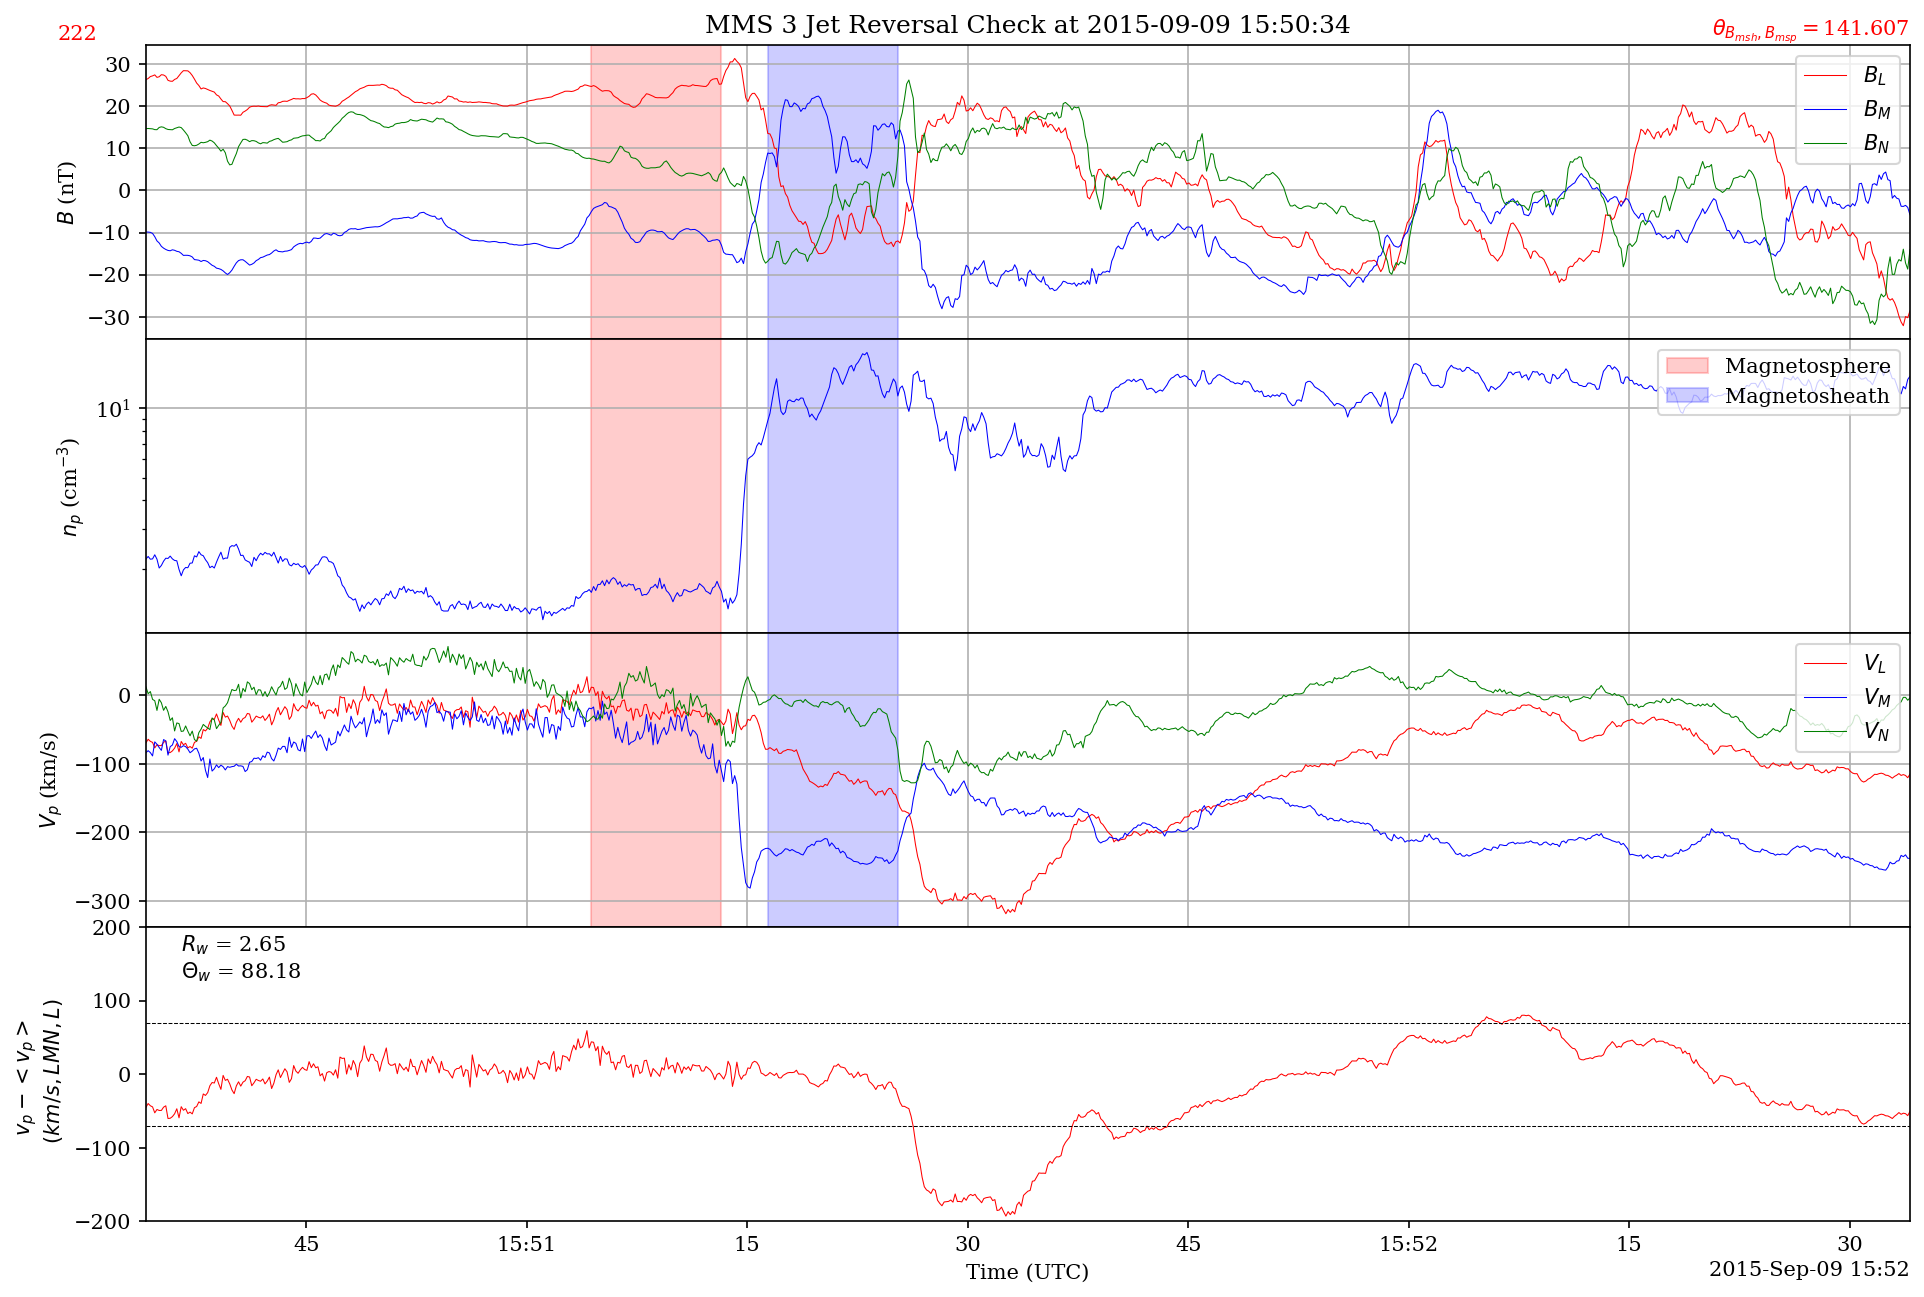 MMS 3 Jet Reversal Check at 2015-09-09 15:50:34
222
θ_{B_{msh}, B_{msp}} = 141.607
30
20
10
0
−10
−20
−30
B (nT)
B_L
B_M
B_N
10^1
n_p (cm^{−3})
Magnetosphere
Magnetosheath
0
−100
−200
−300
V_p (km/s)
V_L
V_M
V_N
200
100
0
−100
−200
v_p − < v_p >
(km/s, LMN, L)
R_w = 2.65
Θ_w = 88.18
45 15:51 15 30 45 15:52 15 30
Time (UTC)
2015-Sep-09 15:52